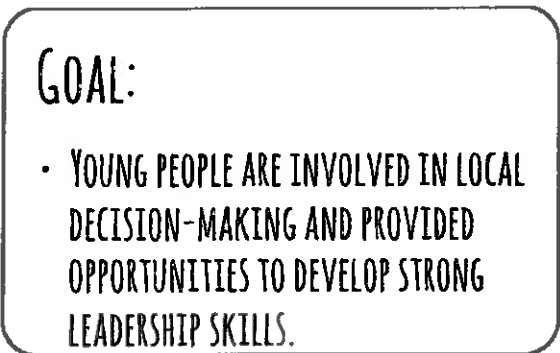 GOAL:
• YOUNG PEOPLE ARE INVOLVED IN LOCAL
DECISION-MAKING AND PROVIDED
OPPORTUNITIES TO DEVELOP STRONG
LEADERSHIP SKILLS.